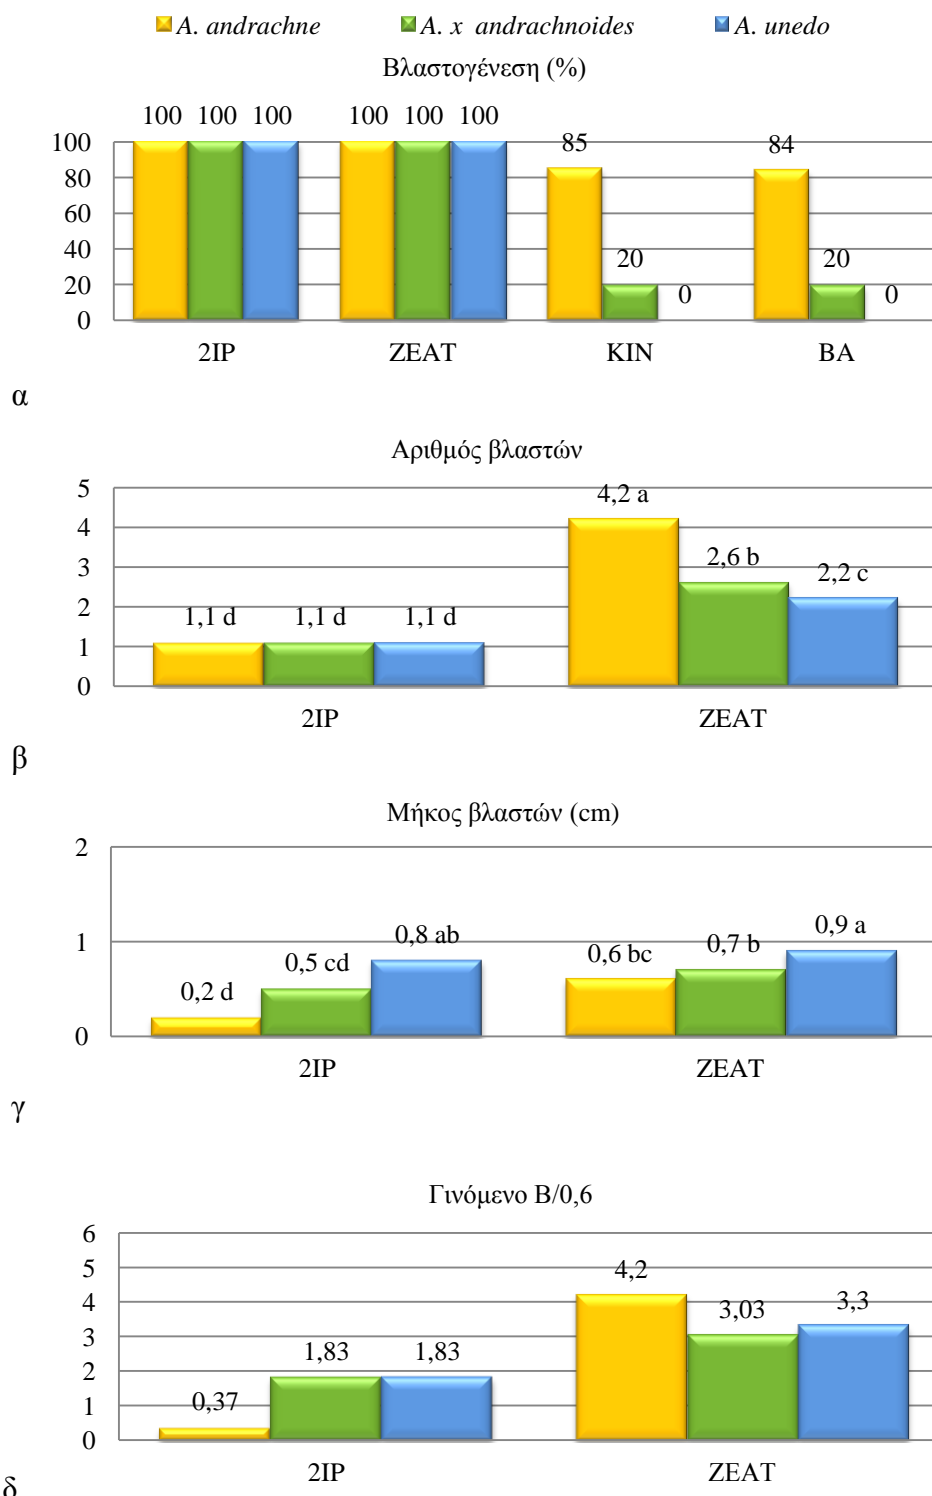 A. andrachne A. x andrachnoides A. unedo
Βλαστογένεση (%)
100 100 100 100 100 100 85 20 0 84 20 0
100
80
60
40
20
0
2IP ZEAT KIN BA
α
Αριθμός βλαστών
5
4
3
2
1
0
1,1 d 1,1 d 1,1 d 4,2 a 2,6 b 2,2 c
2IP ZEAT
β
Μήκος βλαστών (cm)
2
1
0
0,2 d 0,5 cd 0,8 ab 0,6 bc 0,7 b 0,9 a
2IP ZEAT
γ
Γινόμενο Β/0,6
6
5
4
3
2
1
0
0,37 1,83 1,83 4,2 3,03 3,3
2IP ZEAT
δ